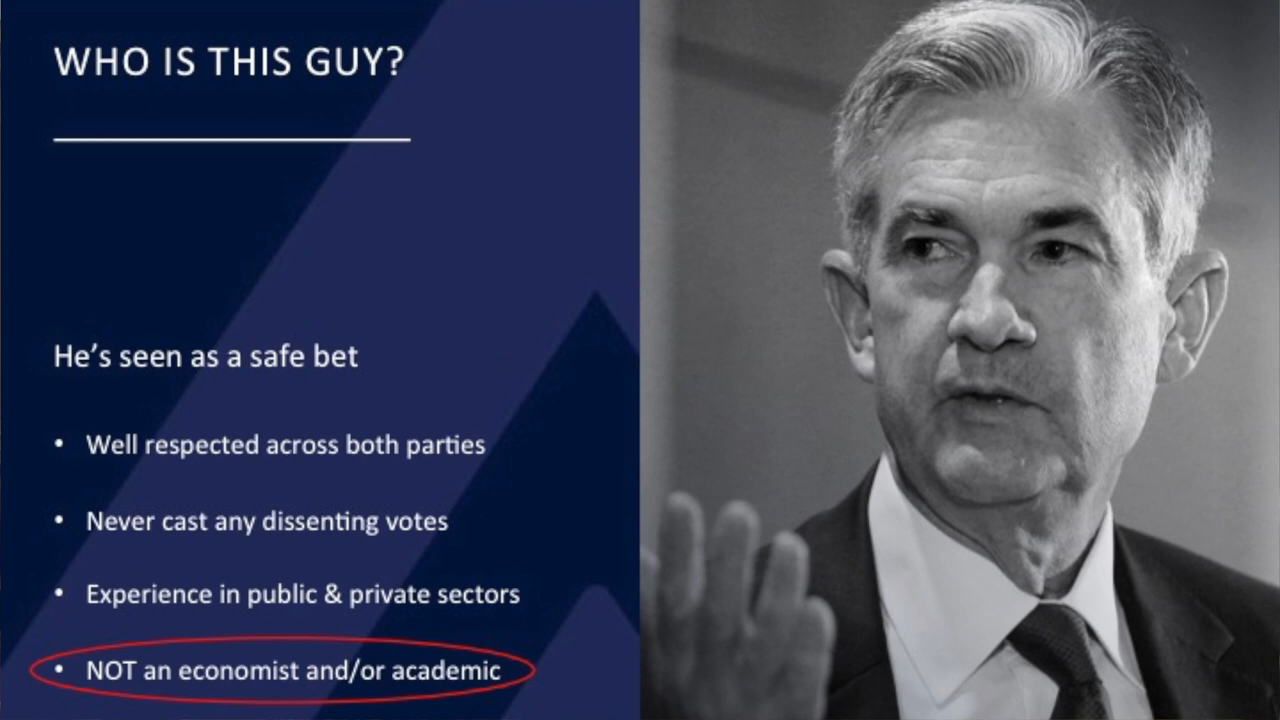 WHO IS THIS GUY?
He’s seen as a safe bet
• Well respected across both parties
• Never cast any dissenting votes
• Experience in public & private sectors
• NOT an economist and/or academic